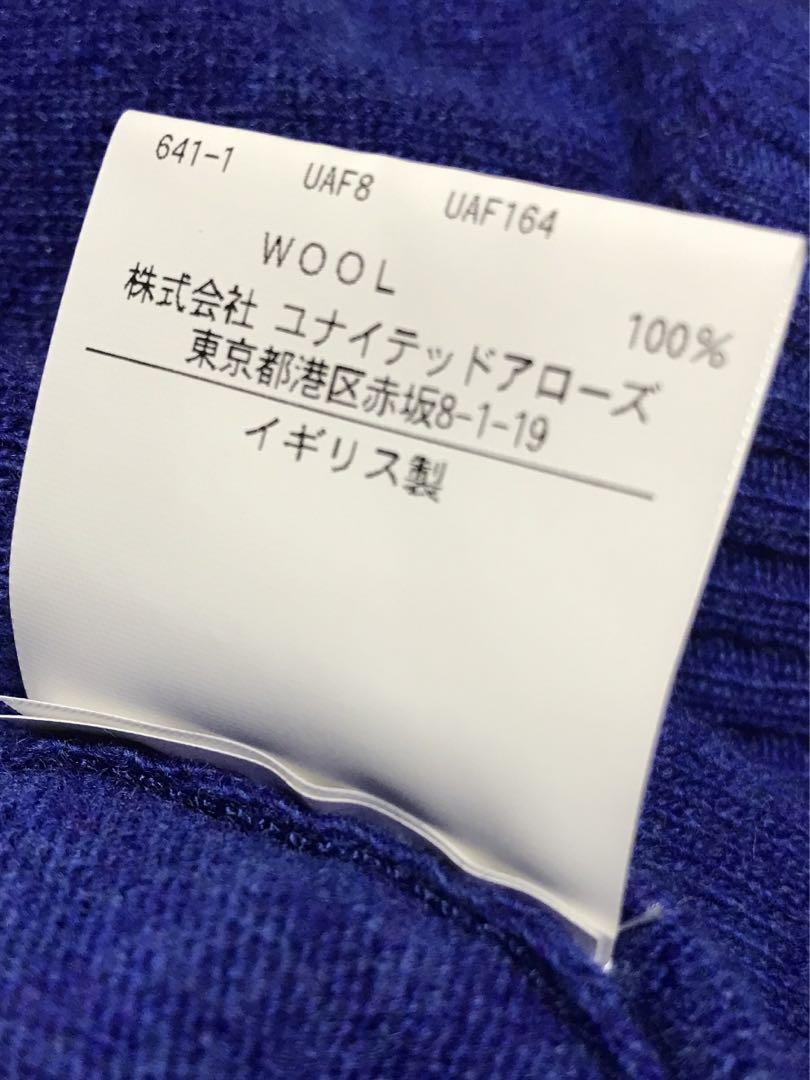 641-1 UAF8 UAF164
WOOL 100%
株式会社 ユナイテッドアローズ
東京都港区赤坂8-1-19
イギリス製